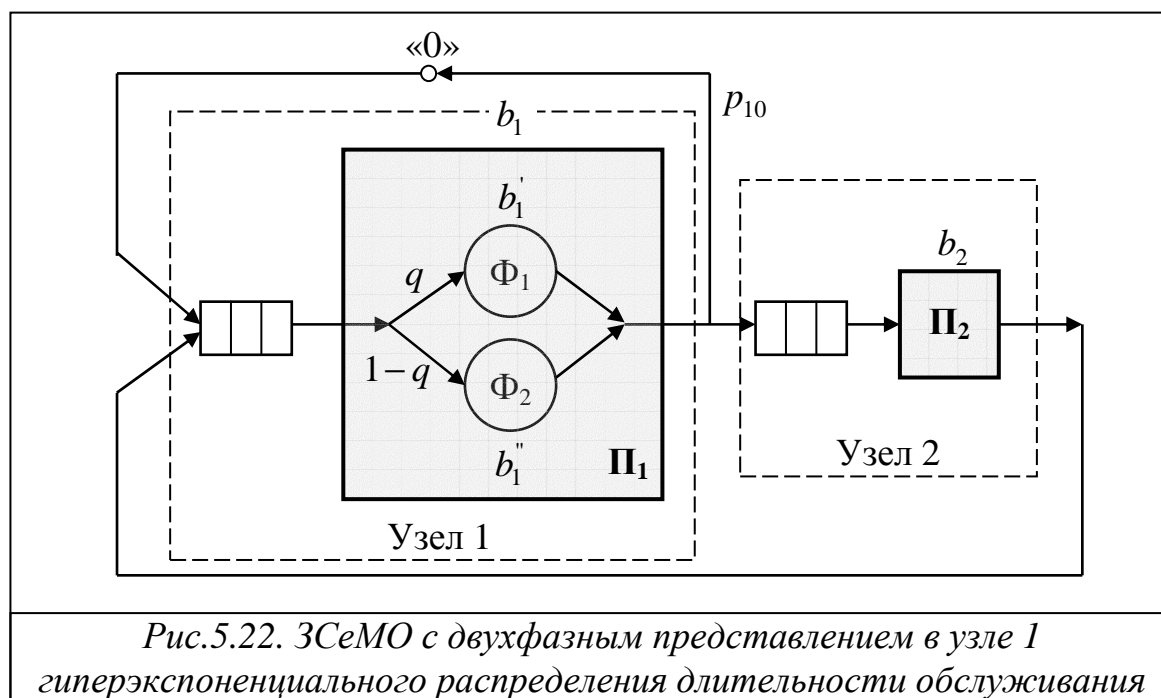 «0»
p₁₀
b₁
b₁'
Φ₁
q
1−q
Φ₂
b₁"
П₁
Узел 1
b₂
П₂
Узел 2
Рис.5.22. ЗСеМО с двухфазным представлением в узле 1
гиперэкспоненциального распределения длительности обслуживания